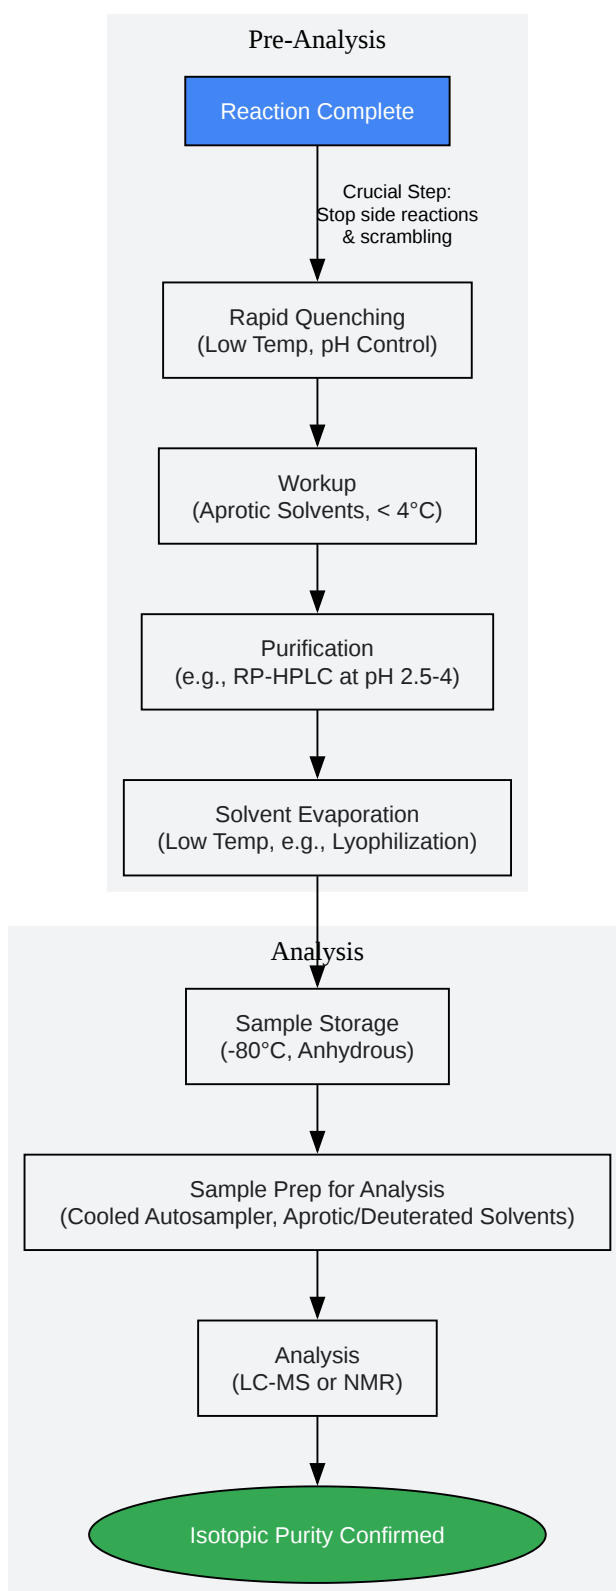 Pre-Analysis
Reaction Complete
Crucial Step:
Stop side reactions
& scrambling
Rapid Quenching
(Low Temp, pH Control)
Workup
(Aprotic Solvents, < 4°C)
Purification
(e.g., RP-HPLC at pH 2.5-4)
Solvent Evaporation
(Low Temp, e.g., Lyophilization)
Analysis
Sample Storage
(-80°C, Anhydrous)
Sample Prep for Analysis
(Cooled Autosampler, Aprotic/Deuterated Solvents)
Analysis
(LC-MS or NMR)
Isotopic Purity Confirmed